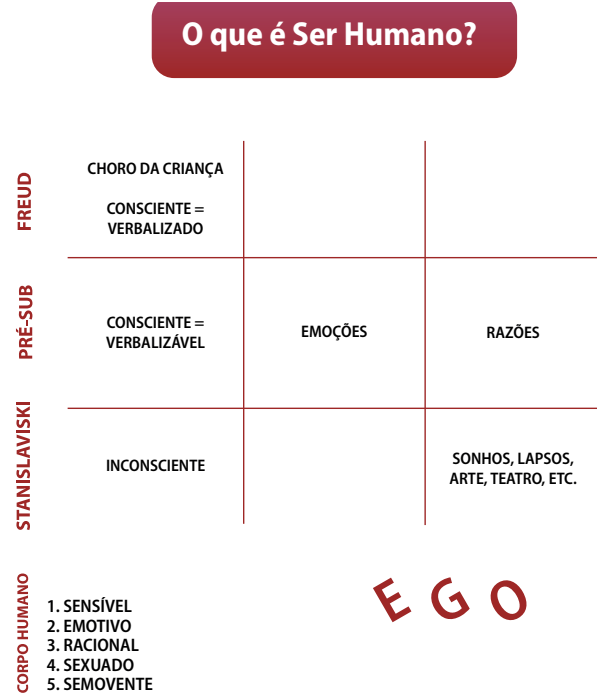 O que é Ser Humano?
FREUD
CHORO DA CRIANÇA
CONSCIENTE =
VERBALIZADO
PRÉ-SUB
CONSCIENTE =
VERBALIZÁVEL
EMOÇÕES
RAZÕES
STANISLAVISKI
INCONSCIENTE
SONHOS, LAPSOS,
ARTE, TEATRO, ETC.
CORPO HUMANO
1. SENSÍVEL
2. EMOTIVO
3. RACIONAL
4. SEXUADO
5. SEMOVENTE
EGO